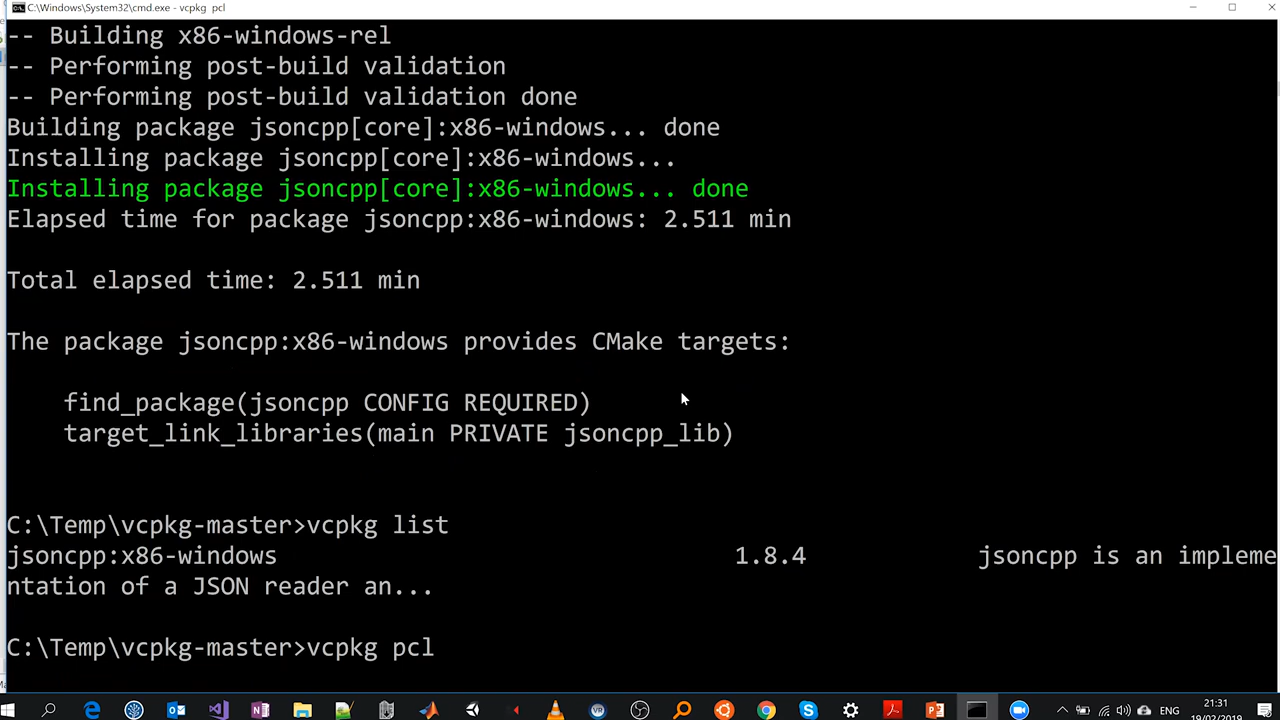 C:\Windows\System32\cmd.exe - vcpkg pcl
-- Building x86-windows-rel
-- Performing post-build validation
-- Performing post-build validation done
Building package jsoncpp[core]:x86-windows... done
Installing package jsoncpp[core]:x86-windows...
Installing package jsoncpp[core]:x86-windows... done
Elapsed time for package jsoncpp:x86-windows: 2.511 min
Total elapsed time: 2.511 min
The package jsoncpp:x86-windows provides CMake targets:
find_package(jsoncpp CONFIG REQUIRED)
target_link_libraries(main PRIVATE jsoncpp_lib)
C:\Temp\vcpkg-master>vcpkg list
jsoncpp:x86-windows 1.8.4 jsoncpp is an impleme
ntation of a JSON reader an...
C:\Temp\vcpkg-master>vcpkg pcl
ENG
21:31
19/02/2019